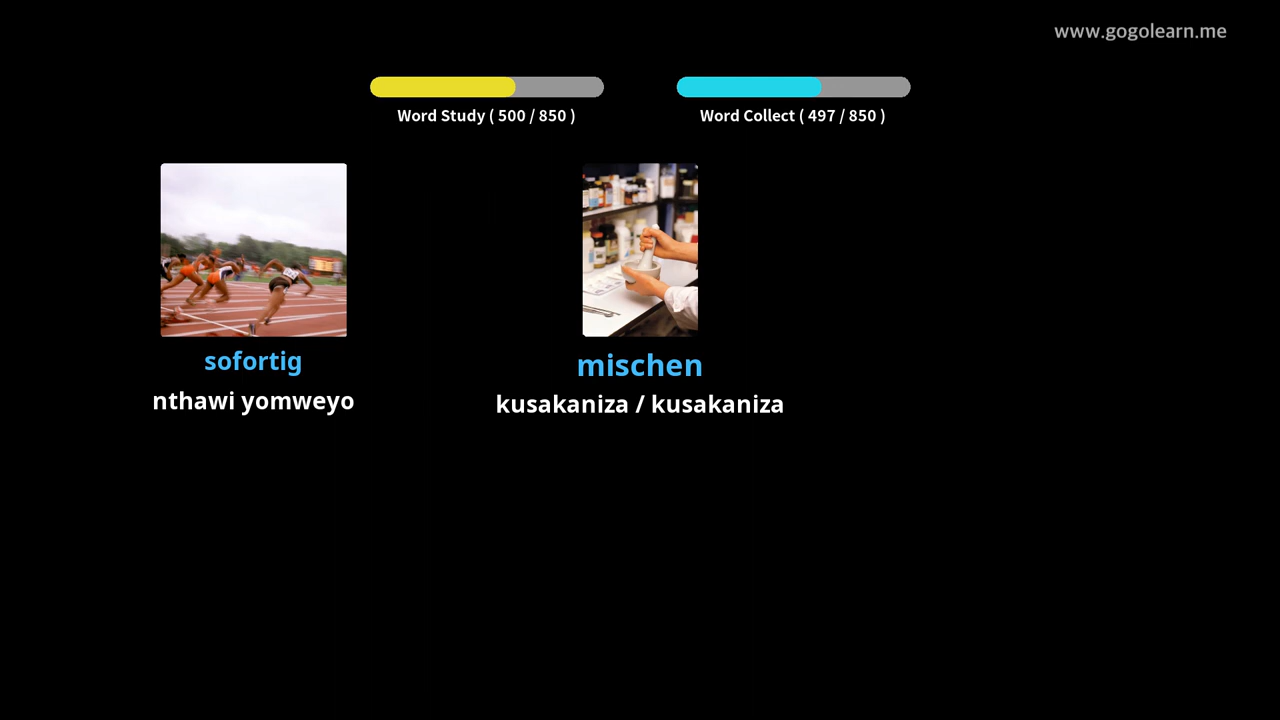 www.gogolearn.me
Word Study ( 500 / 850 )
Word Collect ( 497 / 850 )
sofortig
nthawi yomweyo
mischen
kusakaniza / kusakaniza